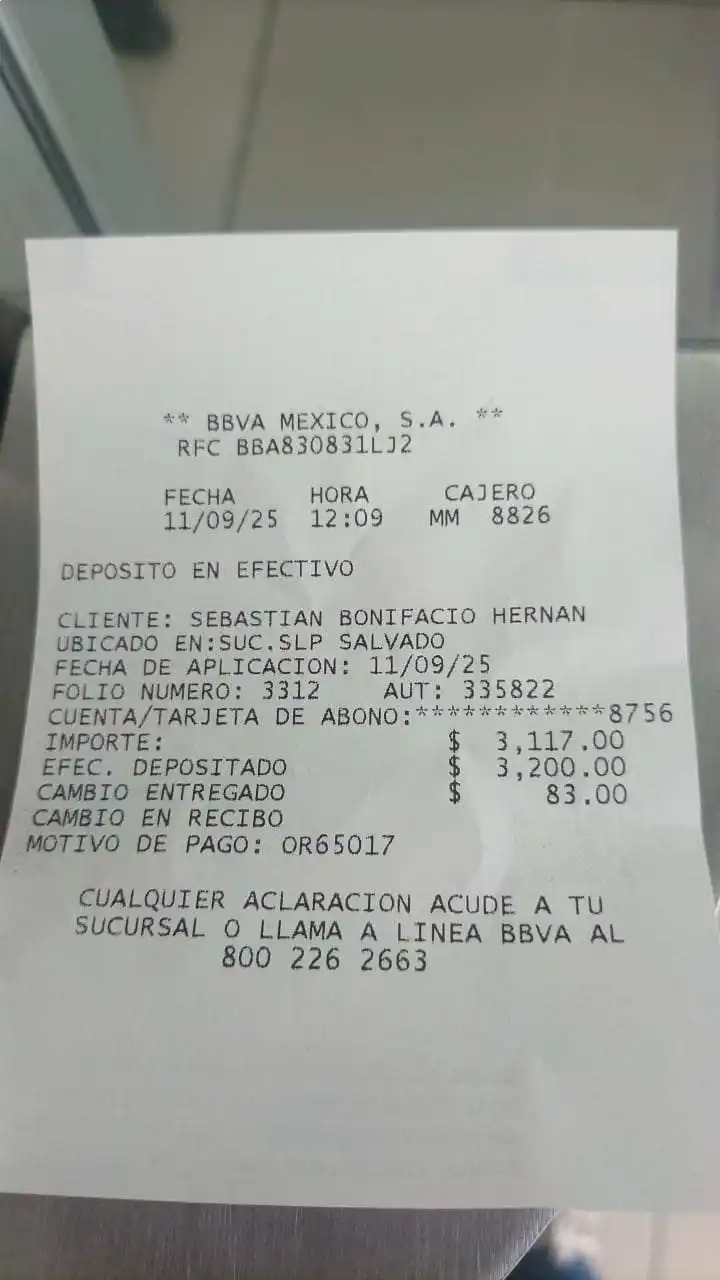 ** BBVA MEXICO, S.A. **
RFC BBA830831LJ2
FECHA HORA CAJERO
11/09/25 12:09 MM 8826
DEPOSITO EN EFECTIVO
CLIENTE: SEBASTIAN BONIFACIO HERNAN
UBICADO EN:SUC.SLP SALVADO
FECHA DE APLICACION: 11/09/25
FOLIO NUMERO: 3312 AUT: 335822
CUENTA/TARJETA DE ABONO:************8756
IMPORTE: $ 3,117.00
EFEC. DEPOSITADO $ 3,200.00
CAMBIO ENTREGADO $ 83.00
CAMBIO EN RECIBO
MOTIVO DE PAGO: OR65017
CUALQUIER ACLARACION ACUDE A TU
SUCURSAL O LLAMA A LINEA BBVA AL
800 226 2663